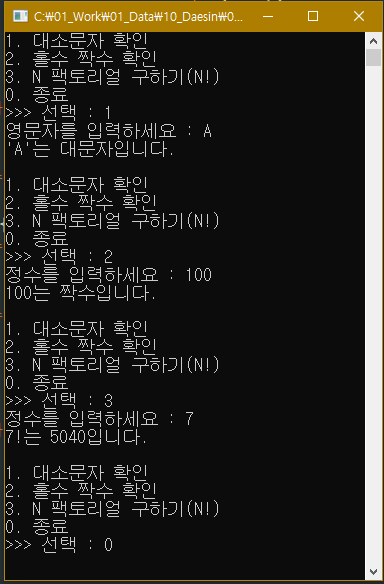 C:₩01_Work₩01_Data₩10_Daesin₩0...
1. 대소문자 확인
2. 홀수 짝수 확인
3. N 팩토리얼 구하기(N!)
0. 종료
>>> 선택 : 1
영문자를 입력하세요 : A
'A'는 대문자입니다.
1. 대소문자 확인
2. 홀수 짝수 확인
3. N 팩토리얼 구하기(N!)
0. 종료
>>> 선택 : 2
정수를 입력하세요 : 100
100는 짝수입니다.
1. 대소문자 확인
2. 홀수 짝수 확인
3. N 팩토리얼 구하기(N!)
0. 종료
>>> 선택 : 3
정수를 입력하세요 : 7
7!는 5040입니다.
1. 대소문자 확인
2. 홀수 짝수 확인
3. N 팩토리얼 구하기(N!)
0. 종료
>>> 선택 : 0